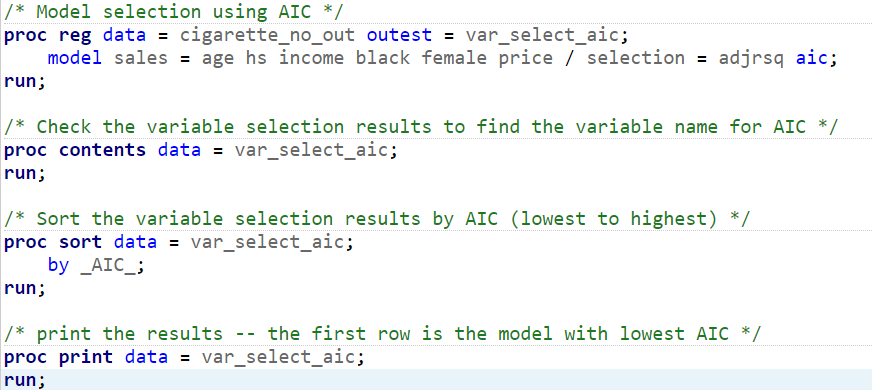 /* Model selection using AIC */
proc reg data = cigarette_no_out outest = var_select_aic;
    model sales = age hs income black female price / selection = adjrsq aic;
run;

/* Check the variable selection results to find the variable name for AIC */
proc contents data = var_select_aic;
run;

/* Sort the variable selection results by AIC (lowest to highest) */
proc sort data = var_select_aic;
    by _AIC_;
run;

/* print the results -- the first row is the model with lowest AIC */
proc print data = var_select_aic;
run;